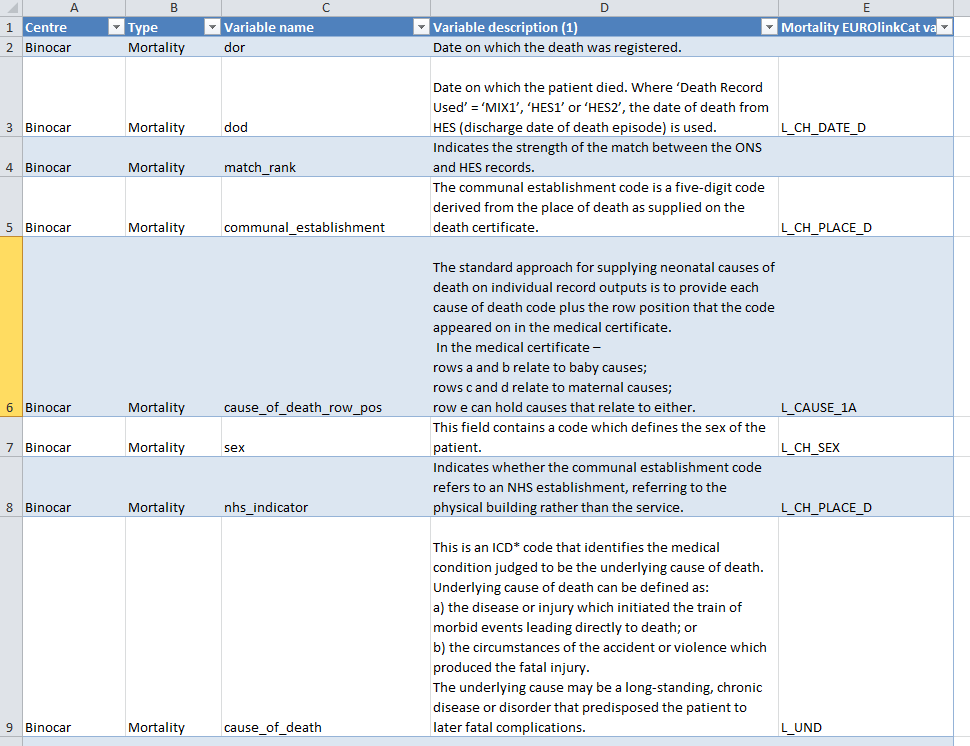 A B C D E
1 Centre Type Variable name Variable description (1) Mortality EUROlinkCat va
2 Binocar Mortality dor Date on which the death was registered.
Date on which the patient died. Where ‘Death Record
Used’ = ‘MIX1’, ‘HES1’ or ‘HES2’, the date of death from
3 Binocar Mortality dod HES (discharge date of death episode) is used. L_CH_DATE_D
Indicates the strength of the match between the ONS
4 Binocar Mortality match_rank and HES records.
The communal establishment code is a five-digit code
derived from the place of death as supplied on the
5 Binocar Mortality communal_establishment death certificate. L_CH_PLACE_D
The standard approach for supplying neonatal causes of
death on individual record outputs is to provide each
cause of death code plus the row position that the code
appeared on in the medical certificate.
In the medical certificate –
rows a and b relate to baby causes;
rows c and d relate to maternal causes;
6 Binocar Mortality cause_of_death_row_pos row e can hold causes that relate to either. L_CAUSE_1A
This field contains a code which defines the sex of the
7 Binocar Mortality sex patient. L_CH_SEX
Indicates whether the communal establishment code
refers to an NHS establishment, referring to the
8 Binocar Mortality nhs_indicator physical building rather than the service. L_CH_PLACE_D
This is an ICD* code that identifies the medical
condition judged to be the underlying cause of death.
Underlying cause of death can be defined as:
a) the disease or injury which initiated the train of
morbid events leading directly to death; or
b) the circumstances of the accident or violence which
produced the fatal injury.
The underlying cause may be a long-standing, chronic
disease or disorder that predisposed the patient to
9 Binocar Mortality cause_of_death later fatal complications. L_UND